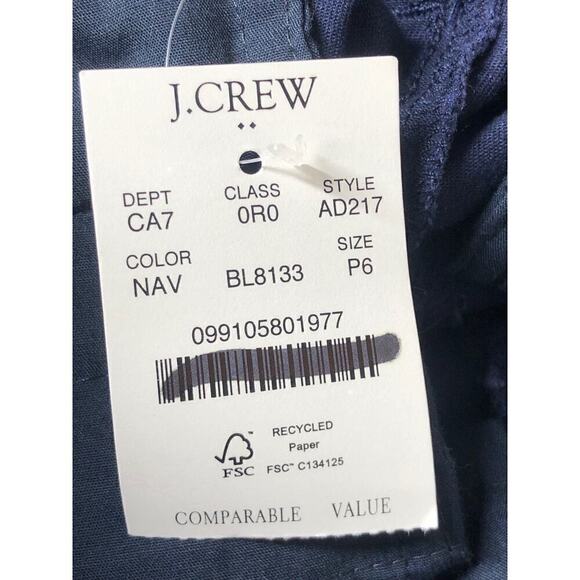 J.CREW
DEPT CLASS STYLE
CA7 0R0 AD217
COLOR SIZE
NAV BL8133 P6
099105801977
RECYCLED
Paper
FSC FSC™ C134125
COMPARABLE VALUE